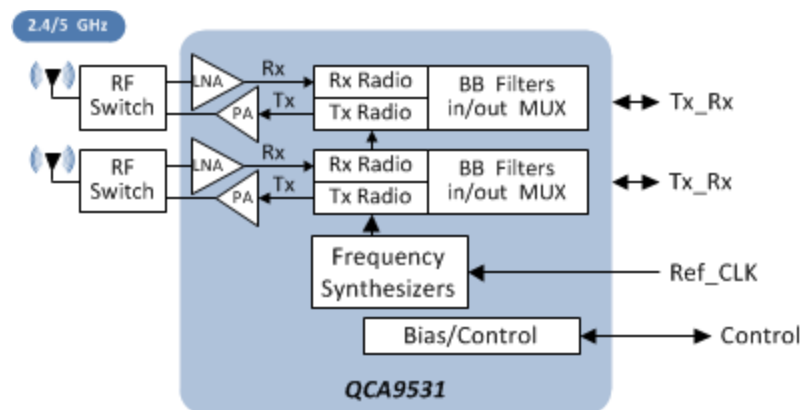 2.4/5 GHz
RF
Switch
LNA
PA
Rx
Tx
Rx Radio
Tx Radio
BB Filters
in/out MUX
Tx_Rx
RF
Switch
LNA
PA
Rx
Tx
Rx Radio
Tx Radio
BB Filters
in/out MUX
Tx_Rx
Frequency
Synthesizers
Ref_CLK
Bias/Control
Control
QCA9531